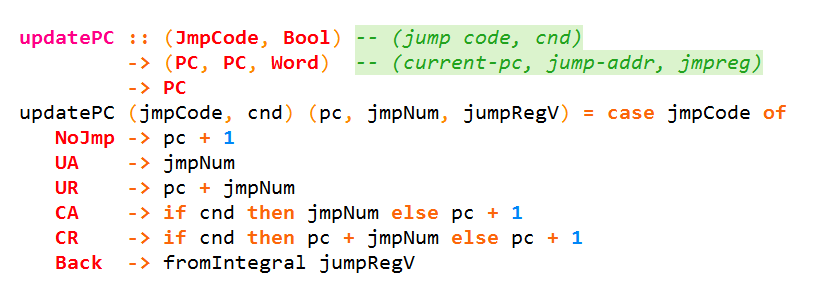 updatePC :: (JmpCode, Bool) -- (jump code, cnd)
         -> (PC, PC, Word)  -- (current-pc, jump-addr, jmpreg)
         -> PC
updatePC (jmpCode, cnd) (pc, jmpNum, jumpRegV) = case jmpCode of
   NoJmp -> pc + 1
   UA    -> jmpNum
   UR    -> pc + jmpNum
   CA    -> if cnd then jmpNum else pc + 1
   CR    -> if cnd then pc + jmpNum else pc + 1
   Back  -> fromIntegral jumpRegV